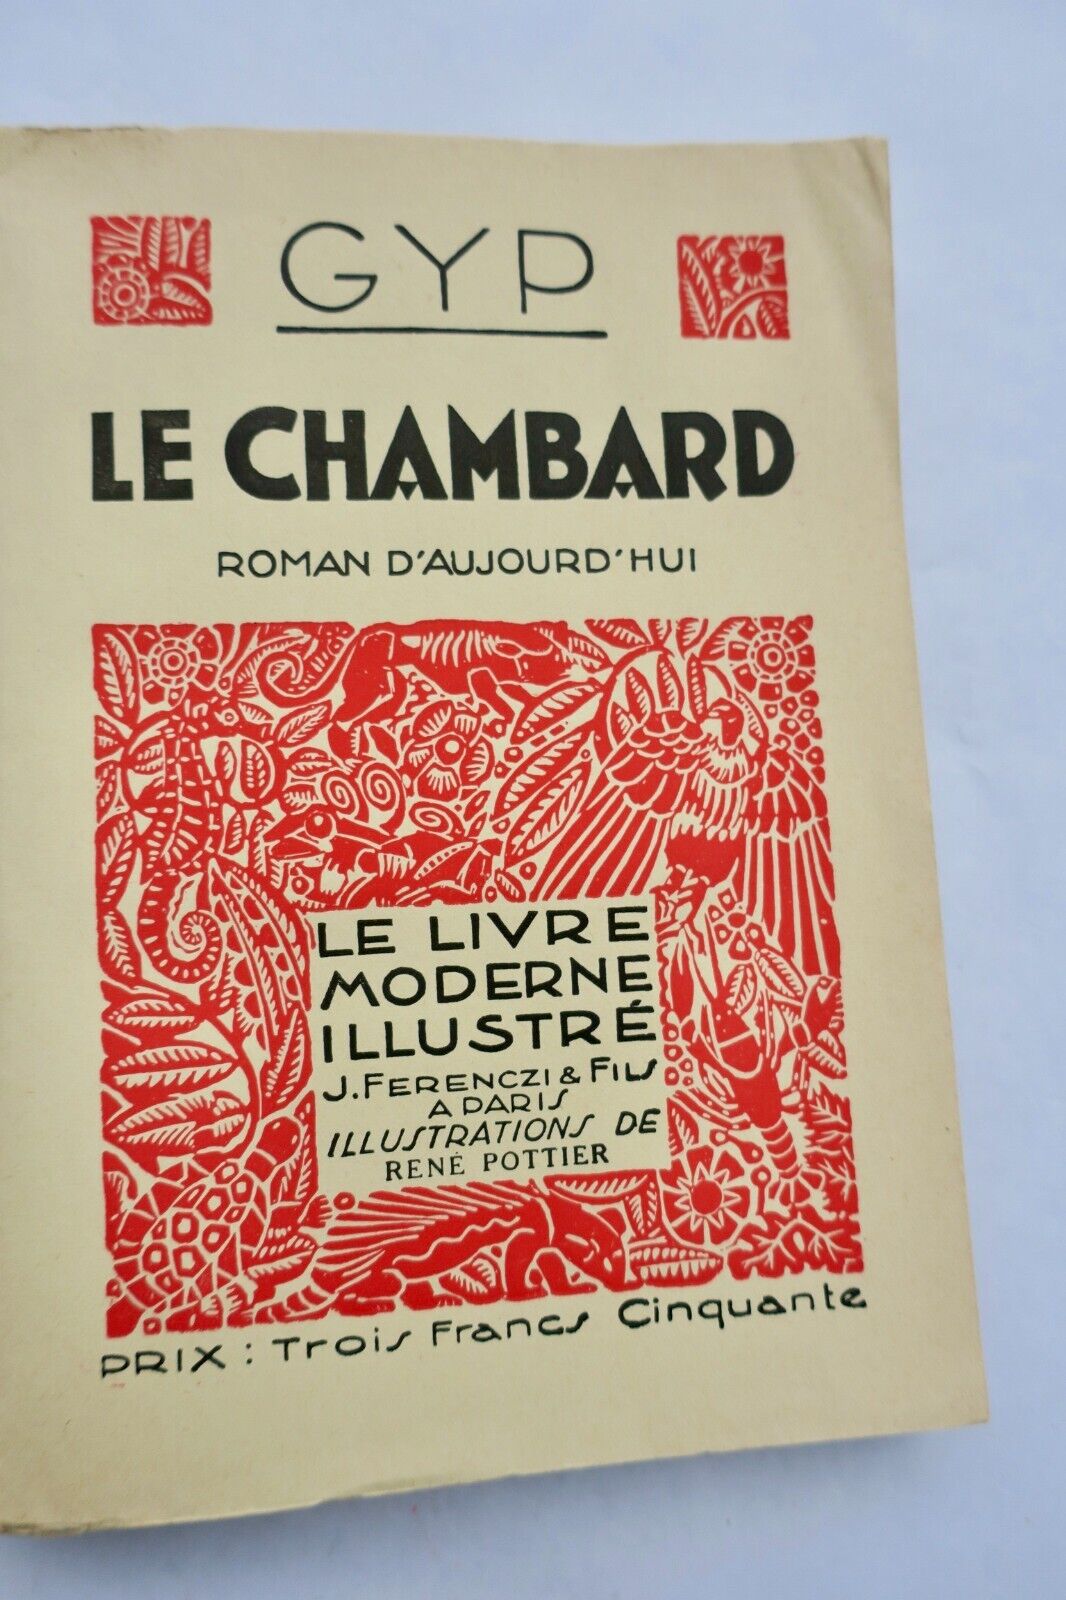 GYP
LE CHAMBARD
ROMAN D'AUJOURD'HUI
LE LIVRE
MODERNE
ILLUSTRÉ
J. FERENCZI & FILS
A PARIS
ILLUSTRATIONS DE
RENÉ POTTIER
PRIX : Trois Francs Cinquante